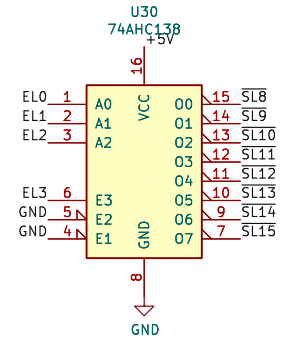 U30
74AHC138
+5V
16
VCC
EL0 1 A0 O0 15 SL8
EL1 2 A1 O1 14 SL9
EL2 3 A2 O2 13 SL10
O3 12 SL11
O4 11 SL12
EL3 6 E3 O5 10 SL13
GND 5 E2 O6 9 SL14
GND 4 E1 O7 7 SL15
GND
8
GND